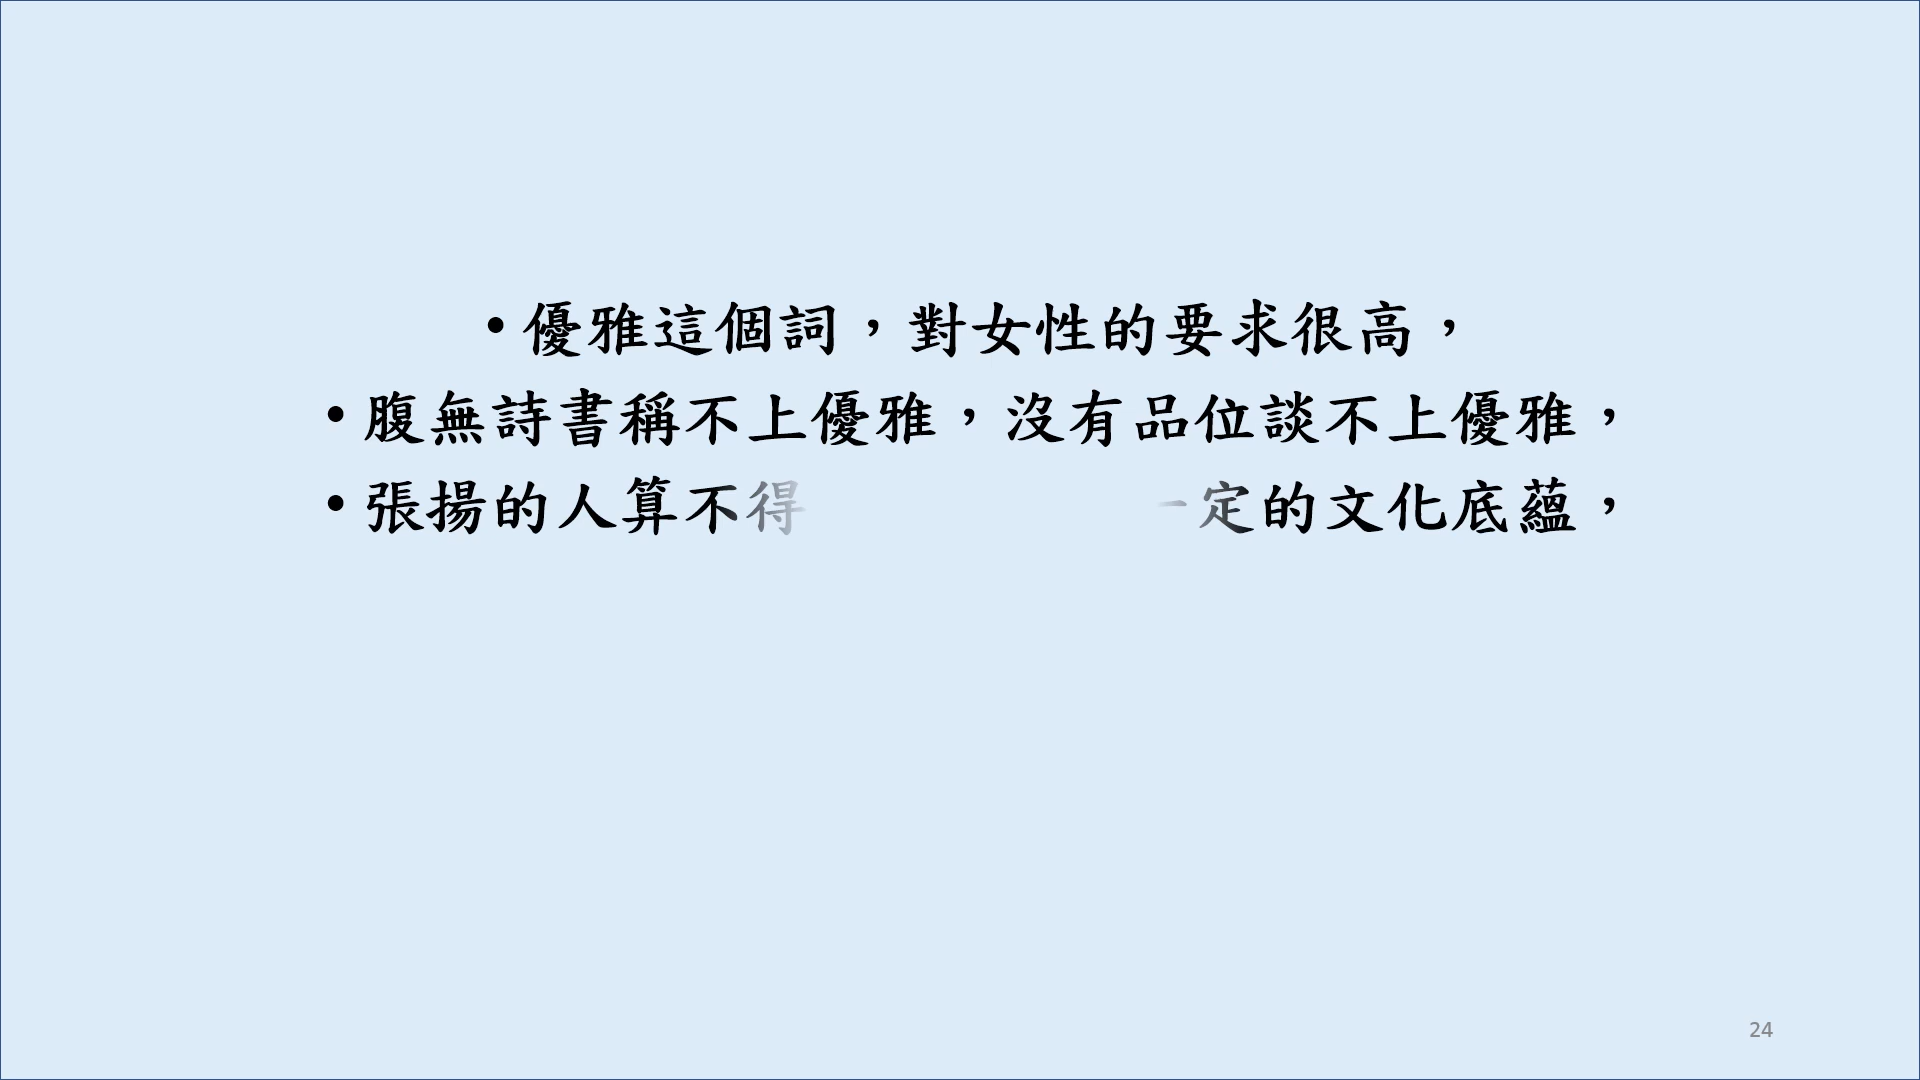 •優雅這個詞，對女性的要求很高，
•腹無詩書稱不上優雅，沒有品位談不上優雅，
•張揚的人算不得 一定的文化底蘊，
24